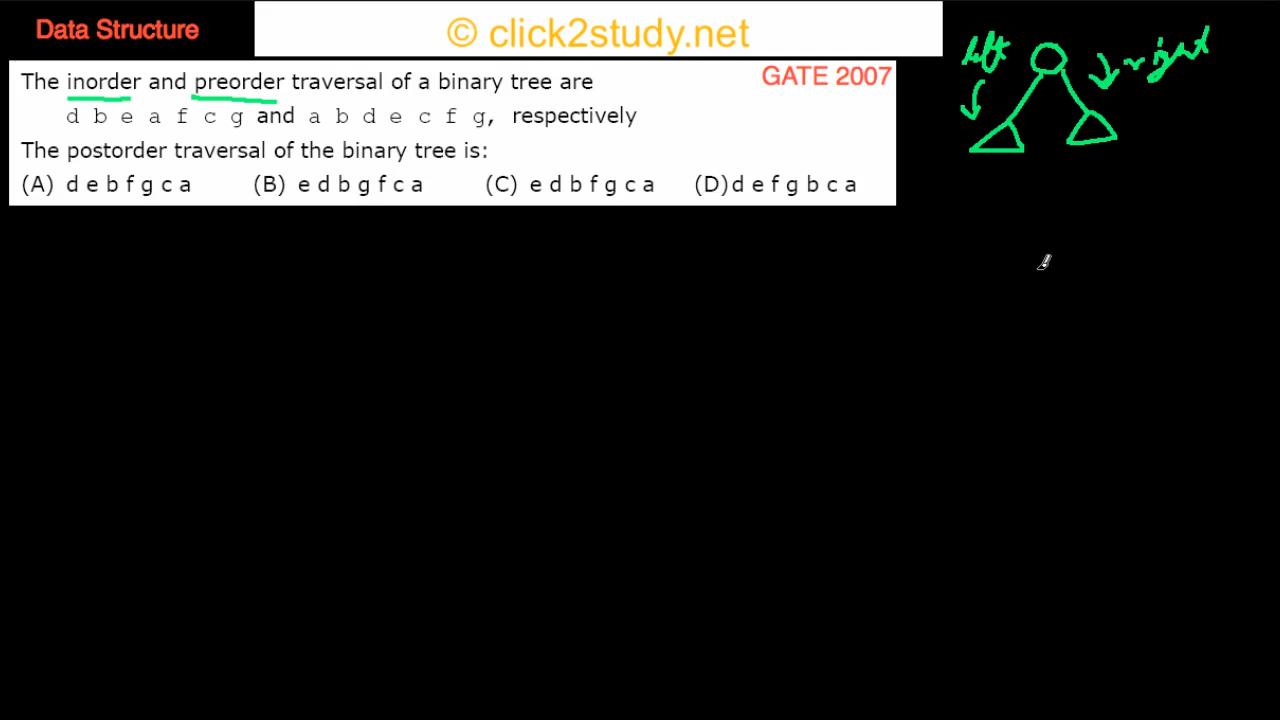 Data Structure
© click2study.net
The inorder and preorder traversal of a binary tree are
GATE 2007
d b e a f c g and a b d e c f g, respectively
The postorder traversal of the binary tree is:
(A) d e b f g c a (B) e d b g f c a (C) e d b f g c a (D)d e f g b c a
left
right